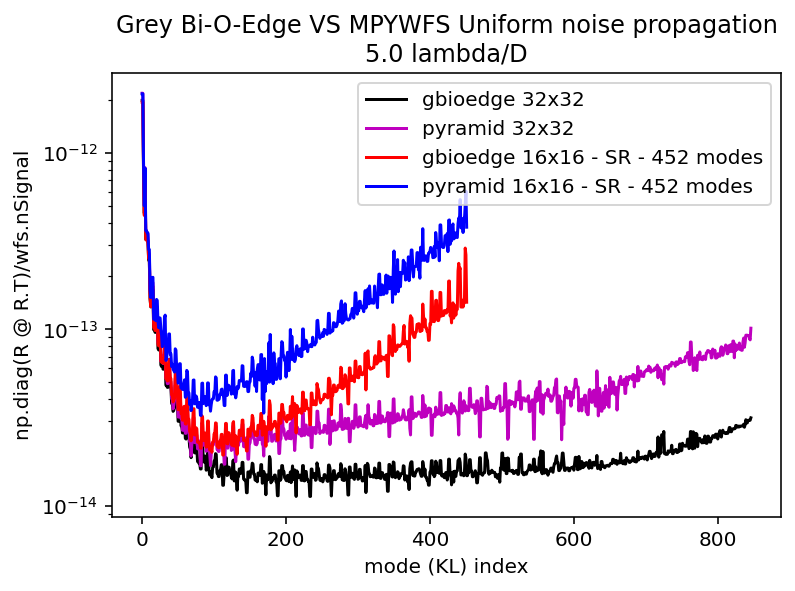 Grey Bi-O-Edge VS MPYWFS Uniform noise propagation
5.0 lambda/D
gbioedge 32x32
pyramid 32x32
gbioedge 16x16 - SR - 452 modes
pyramid 16x16 - SR - 452 modes
np.diag(R @ R.T)/wfs.nSignal
10⁻¹²
10⁻¹³
10⁻¹⁴
0 200 400 600 800
mode (KL) index